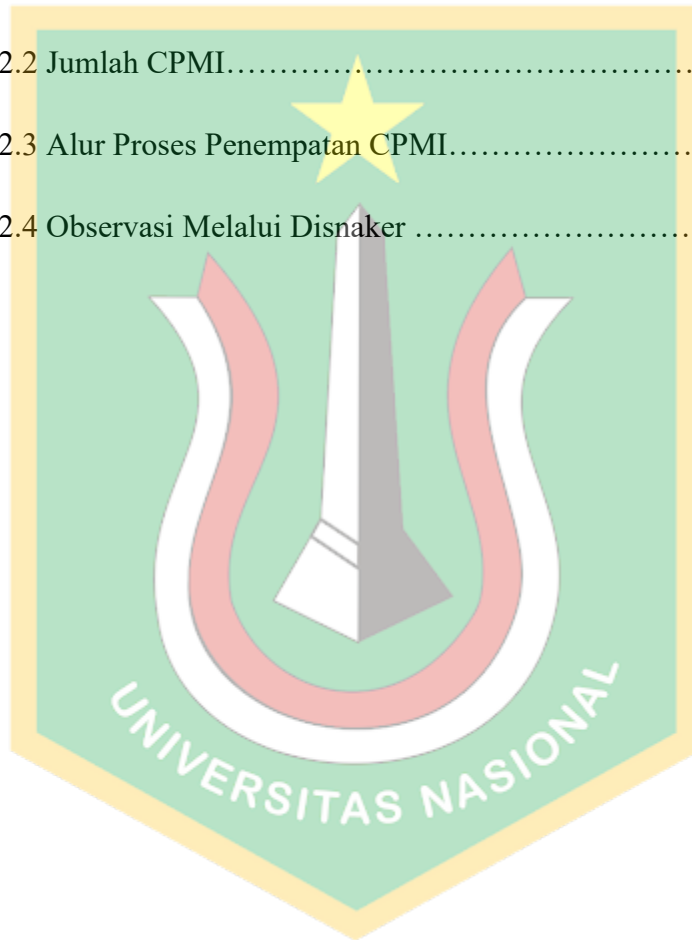 2.2 Jumlah CPMI…………………………………………
2.3 Alur Proses Penempatan CPMI……………………
2.4 Observasi Melalui Disnaker ………………………
UNIVERSITAS NASIONAL